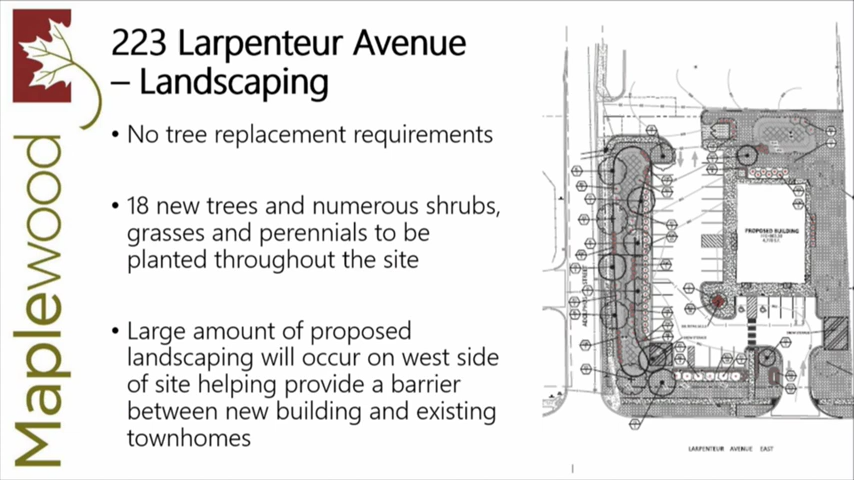 Maplewood
223 Larpenteur Avenue
– Landscaping
• No tree replacement requirements
• 18 new trees and numerous shrubs,
grasses and perennials to be
planted throughout the site
• Large amount of proposed
landscaping will occur on west side
of site helping provide a barrier
between new building and existing
townhomes
PROPOSED BUILDING
LARPENTEUR AVENUE EAST